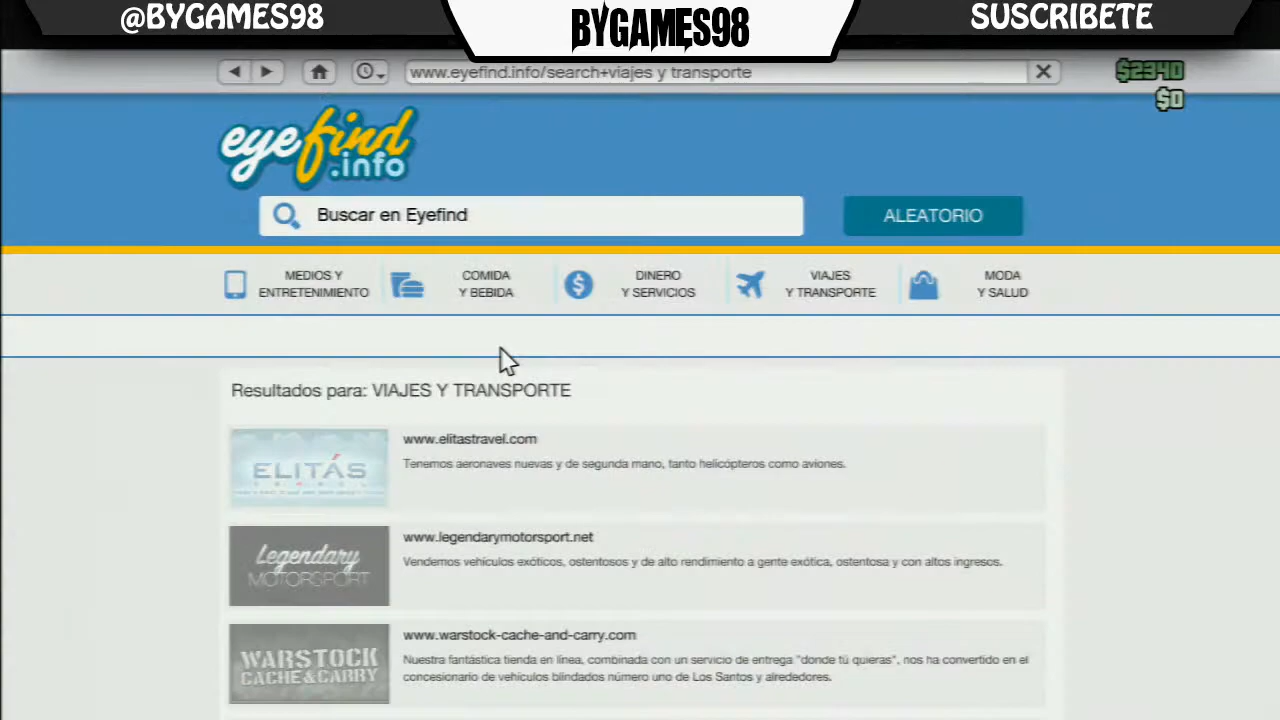 @BYGAMES98
BYGAMES98
SUSCRIBETE
www.eyefind.info/search+viajes y transporte
$2340
$0
eyefind
.info
Buscar en Eyefind
ALEATORIO
MEDIOS Y
ENTRETENIMIENTO
COMIDA
Y BEBIDA
DINERO
Y SERVICIOS
VIAJES
Y TRANSPORTE
MODA
Y SALUD
Resultados para: VIAJES Y TRANSPORTE
ELITÁS
www.elitastravel.com
Tenemos aeronaves nuevas y de segunda mano, tanto helicópteros como aviones.
Legendary
MOTORSPORT
www.legendarymotorsport.net
Vendemos vehículos exóticos, ostentosos y de alto rendimiento a gente exótica, ostentosa y con altos ingresos.
WARSTOCK
CACHE&CARRY
www.warstock-cache-and-carry.com
Nuestra fantástica tienda en línea, combinada con un servicio de entrega "donde tú quieras", nos ha convertido en el
concesionario de vehículos blindados número uno de Los Santos y alrededores.